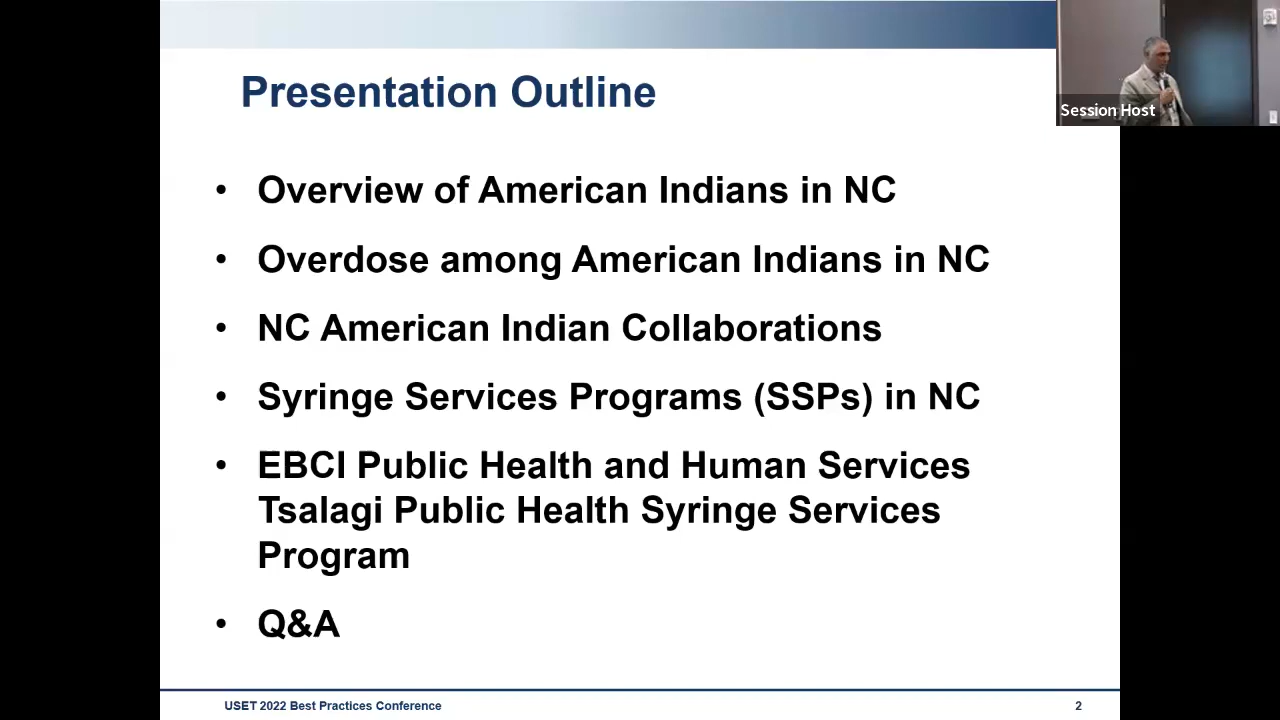 Presentation Outline
Session Host
• Overview of American Indians in NC
• Overdose among American Indians in NC
• NC American Indian Collaborations
• Syringe Services Programs (SSPs) in NC
• EBCI Public Health and Human Services
Tsalagi Public Health Syringe Services
Program
• Q&A
USET 2022 Best Practices Conference
2